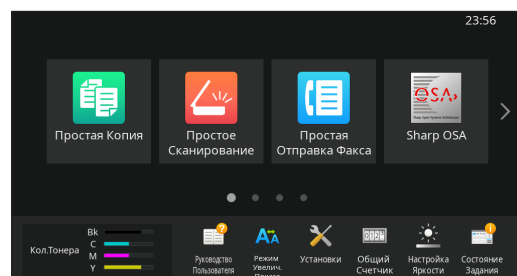 23:56
Простая Копия
Простое
Сканирование
Простая
Отправка Факса
OSA
Sharp OSA
Кол.Тонера
Bk
C
M
Y
Руководство
Пользователя
Режим
Увелич.
Установки
Общий
Счетчик
Настройка
Яркости
Состояние
Задания